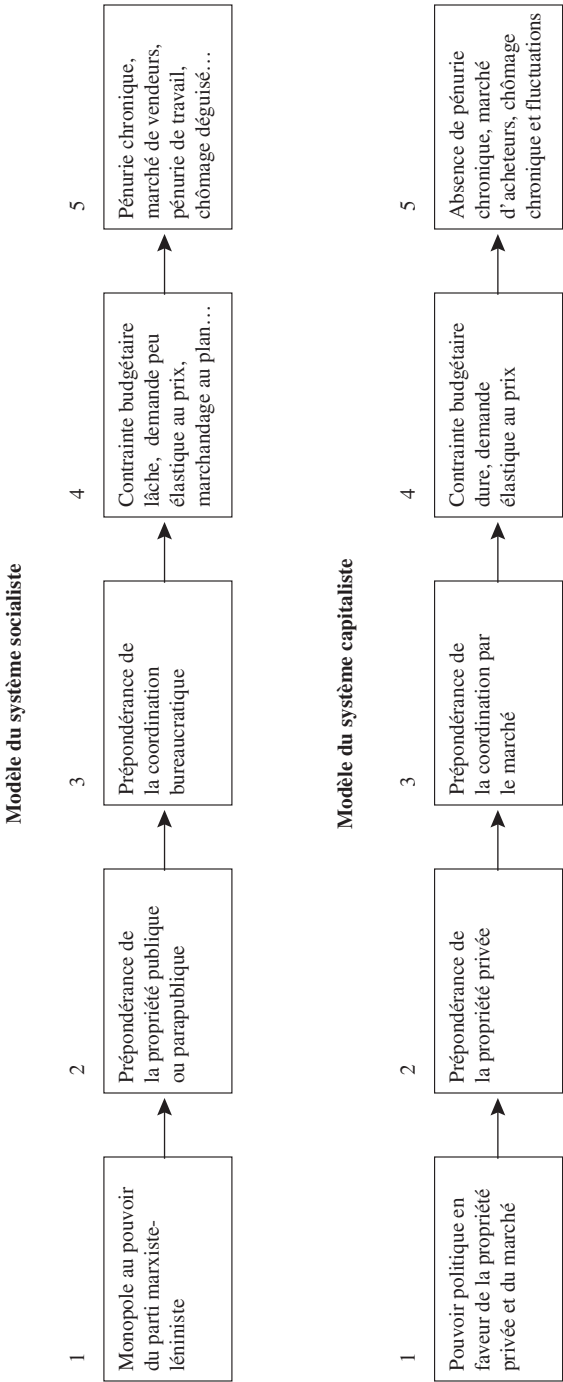 Modèle du système socialiste
1
Monopole au pouvoir
du parti marxiste-
léniniste
2
Prépondérance de
la propriété publique
ou parapublique
3
Prépondérance de
la coordination
bureaucratique
4
Contrainte budgétaire
lâche, demande peu
élastique au prix,
marchandage au plan…
5
Pénurie chronique,
marché de vendeurs,
pénurie de travail,
chômage déguisé…
Modèle du système capitaliste
1
Pouvoir politique en
faveur de la propriété
privée et du marché
2
Prépondérance de
la propriété privée
3
Prépondérance de
la coordination par
le marché
4
Contrainte budgétaire
dure, demande
élastique au prix
5
Absence de pénurie
chronique, marché
d’acheteurs, chômage
chronique et fluctuations